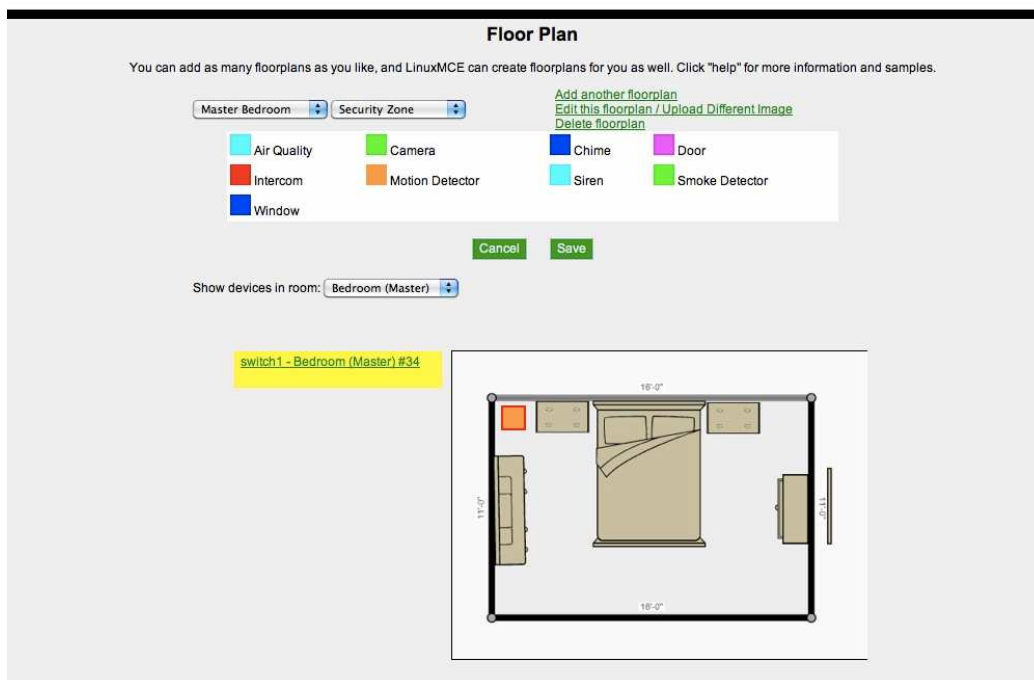 Floor Plan
You can add as many floorplans as you like, and LinuxMCE can create floorplans for you as well. Click "help" for more information and samples.
Master Bedroom Security Zone
Add another floorplan
Edit this floorplan / Upload Different Image
Delete floorplan
Air Quality Camera Chime Door
Intercom Motion Detector Siren Smoke Detector
Window
Cancel Save
Show devices in room: Bedroom (Master)
switch1 - Bedroom (Master) #34
16'-0"
11'-0"
11'-0"
16'-0"